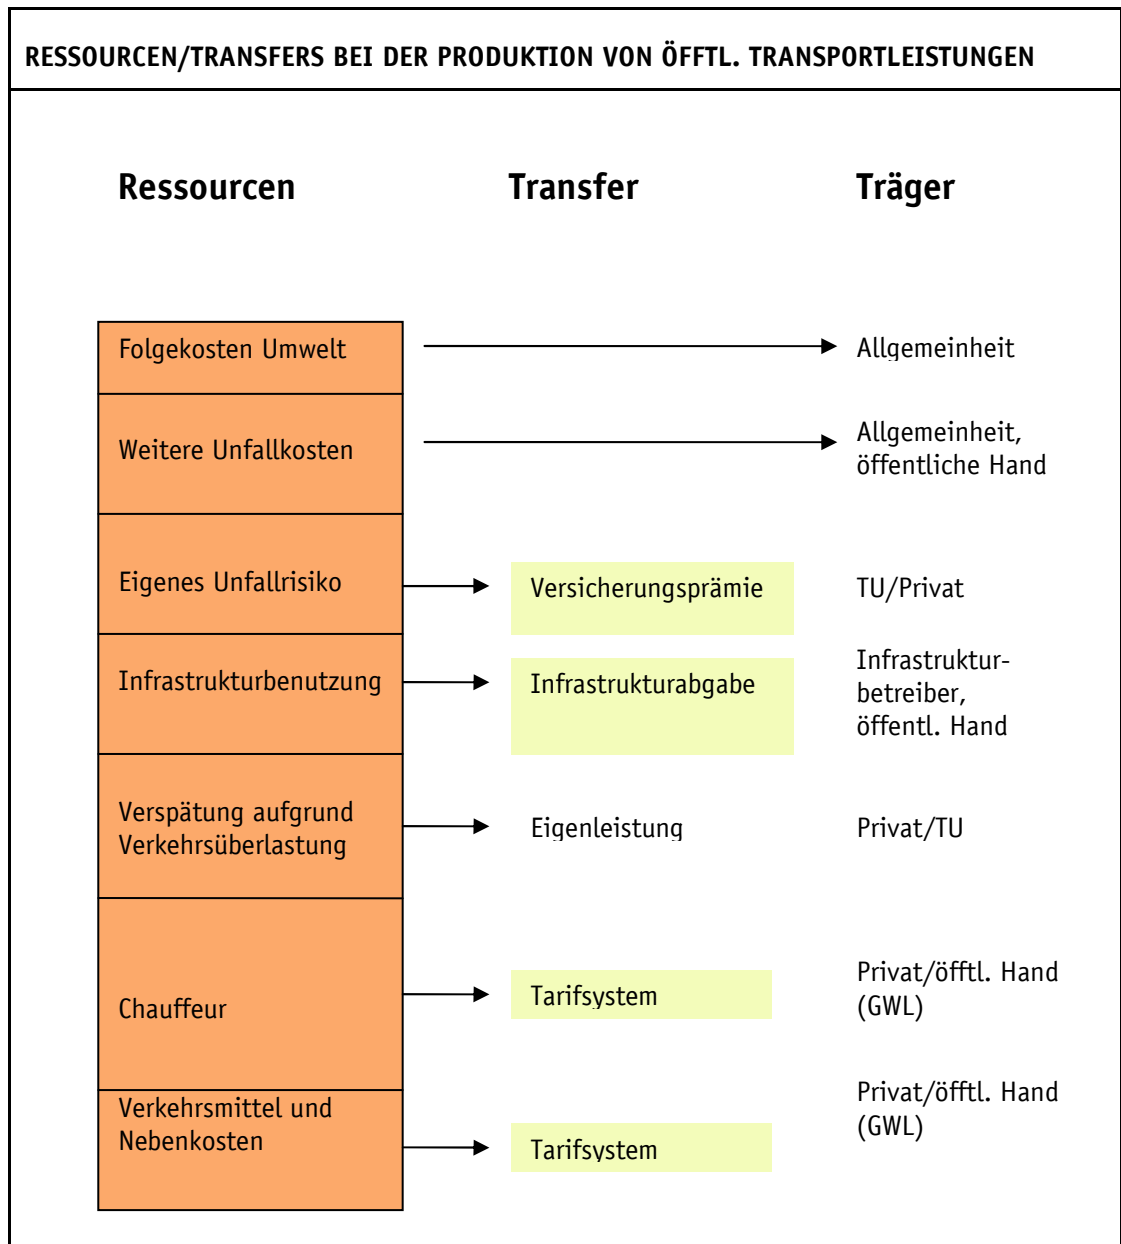 RESSOURCEN/TRANSFERS BEI DER PRODUKTION VON ÖFFTL. TRANSPORTLEISTUNGEN
Ressourcen
Transfer
Träger
Folgekosten Umwelt
Allgemeinheit
Weitere Unfallkosten
Allgemeinheit,
öffentliche Hand
Eigenes Unfallrisiko
Versicherungsprämie
TU/Privat
Infrastrukturbenutzung
Infrastrukturabgabe
Infrastruktur-
betreiber,
öffentl. Hand
Verspätung aufgrund
Verkehrsüberlastung
Eigenleistung
Privat/TU
Chauffeur
Tarifsystem
Privat/öfftl. Hand
(GWL)
Verkehrsmittel und
Nebenkosten
Tarifsystem
Privat/öfftl. Hand
(GWL)